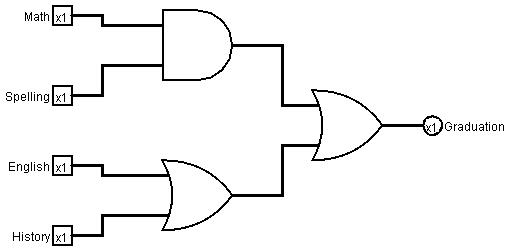 Math x1
Spelling x1
English x1
History x1
x1 Graduation